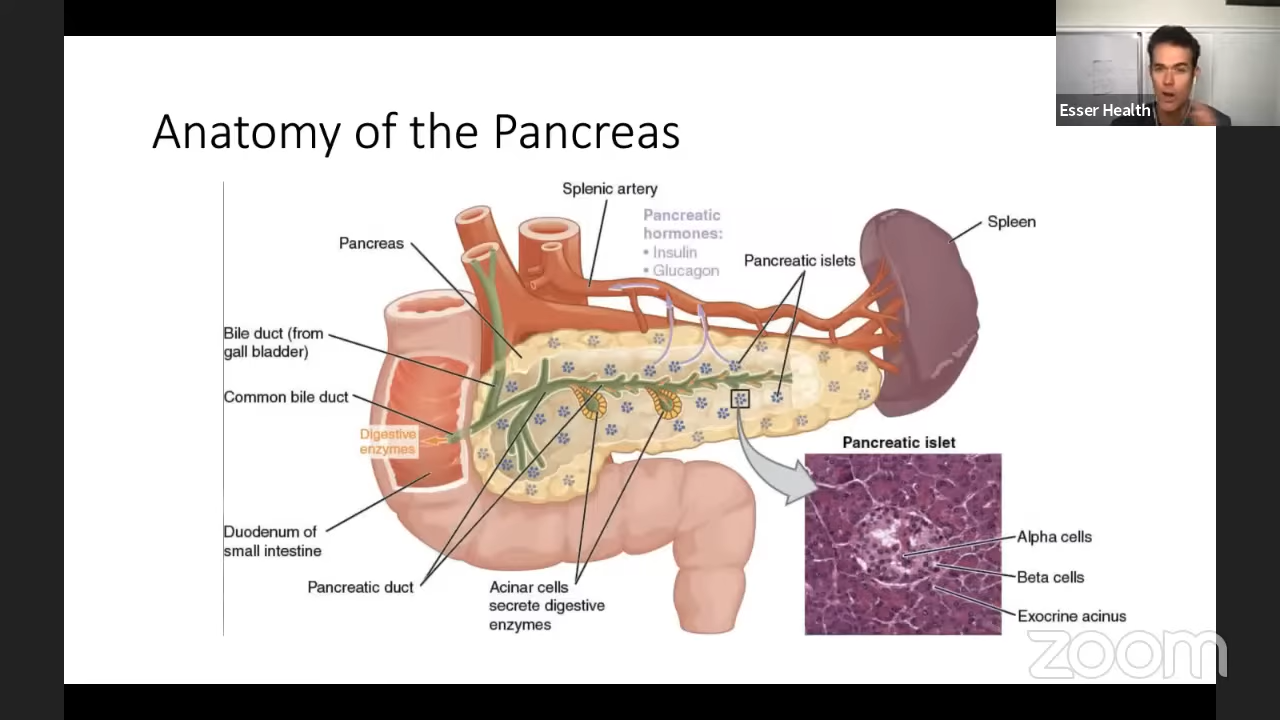 Esser Health
Anatomy of the Pancreas
Splenic artery
Pancreatic
hormones:
• Insulin
• Glucagon
Spleen
Pancreas
Pancreatic islets
Bile duct (from
gall bladder)
Common bile duct
Digestive
enzymes
Pancreatic islet
Duodenum of
small intestine
Alpha cells
Beta cells
Pancreatic duct
Acinar cells
secrete digestive
enzymes
Exocrine acinus
zoom